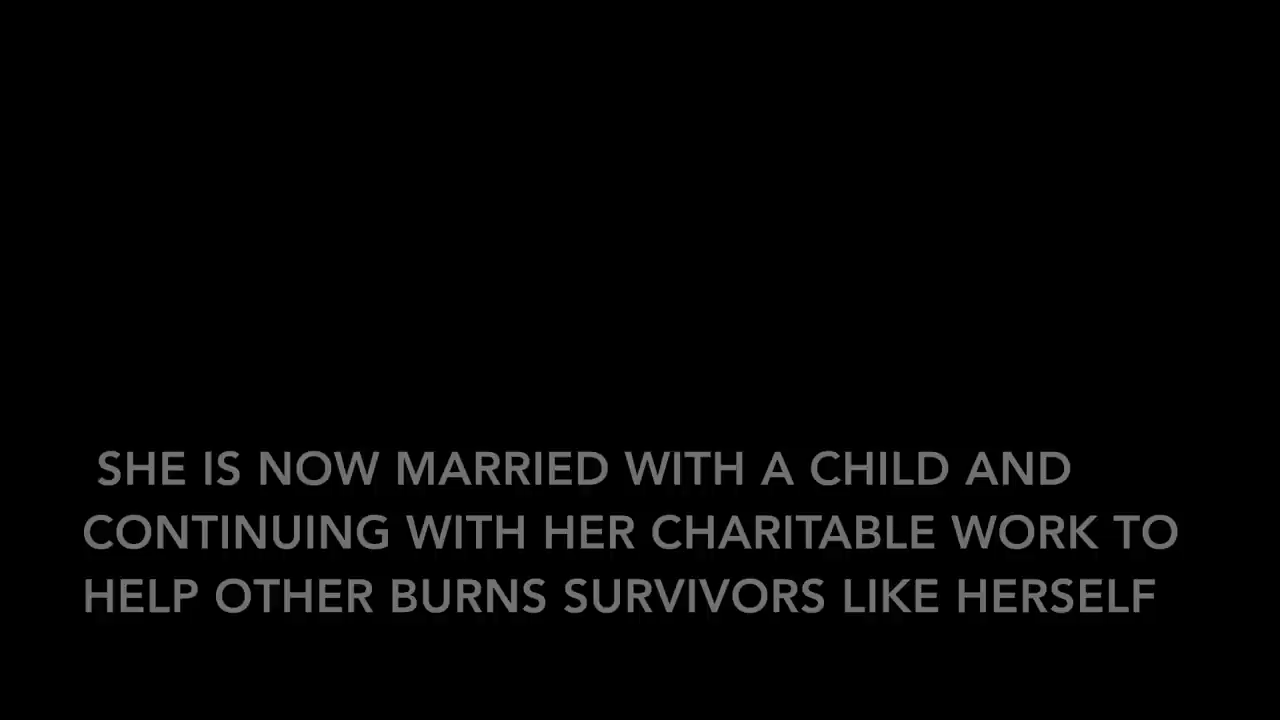 SHE IS NOW MARRIED WITH A CHILD AND
CONTINUING WITH HER CHARITABLE WORK TO
HELP OTHER BURNS SURVIVORS LIKE HERSELF